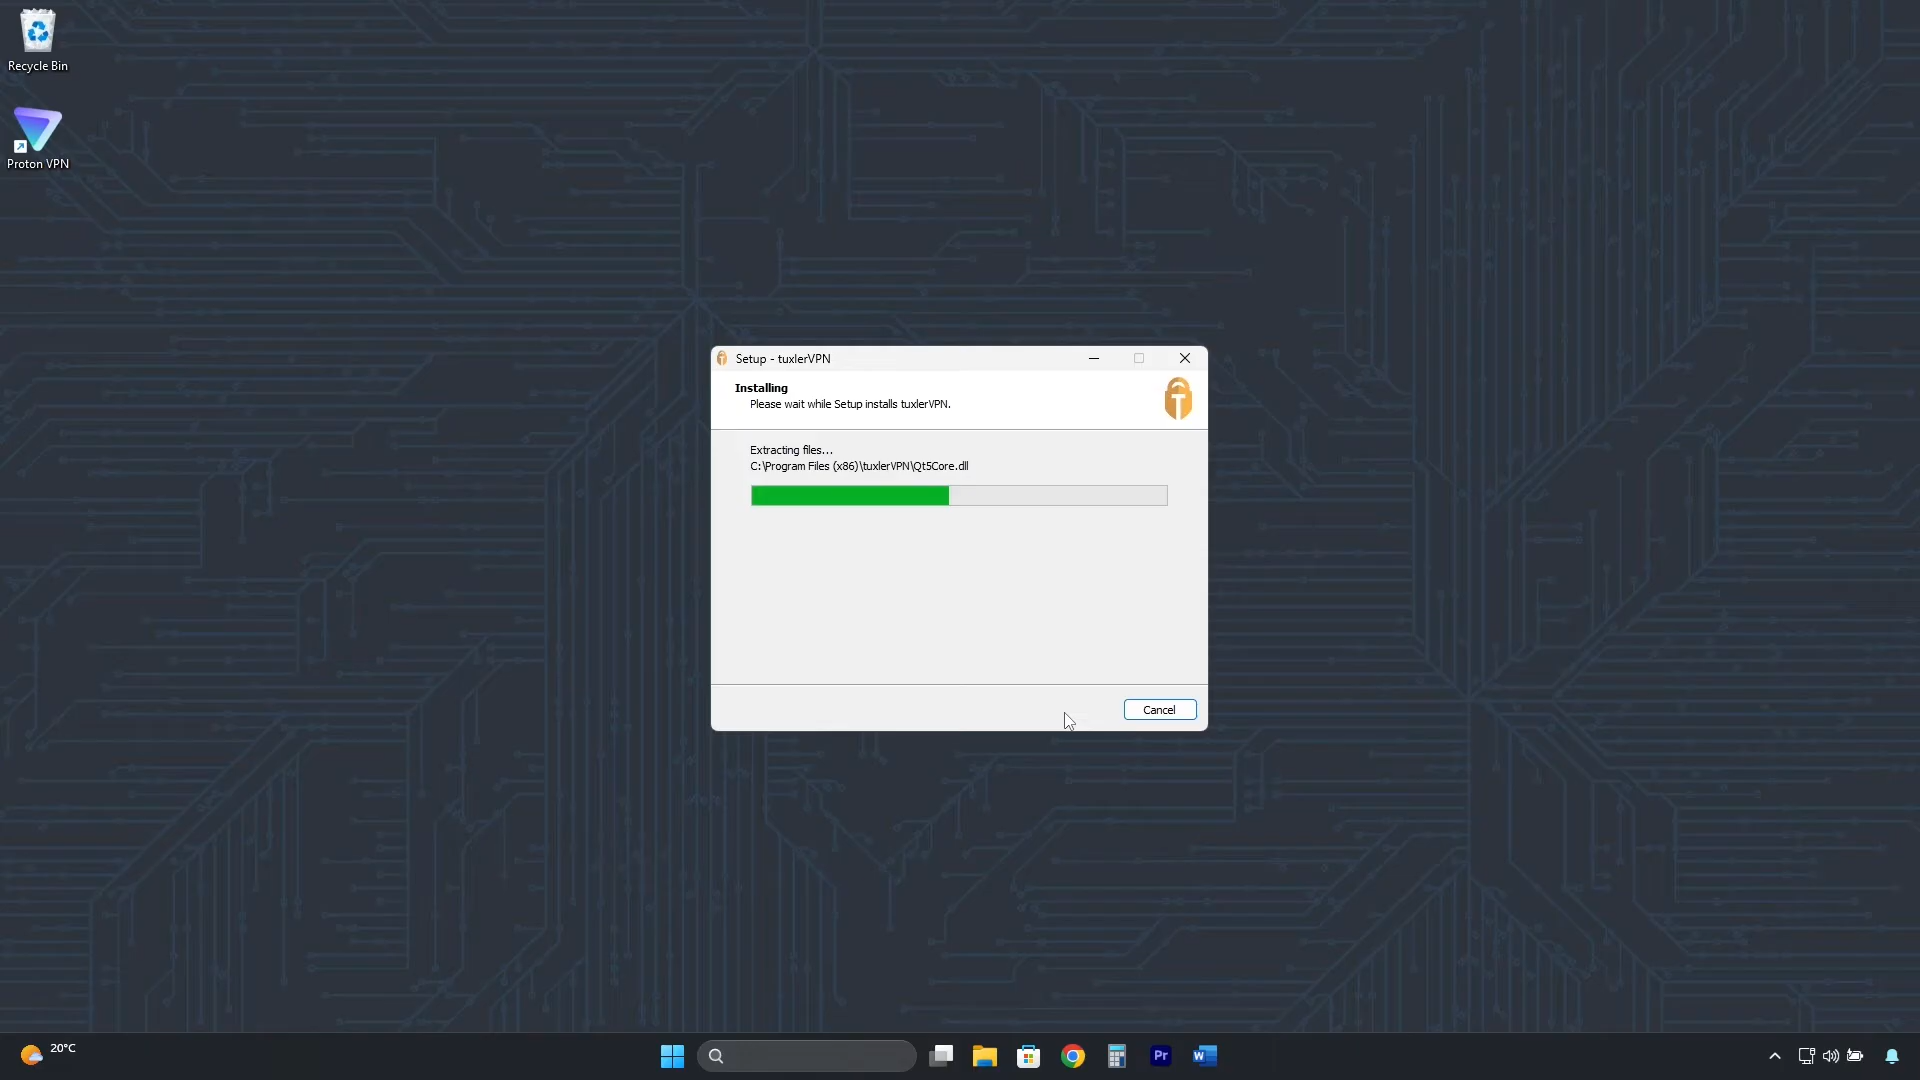 Recycle Bin
Proton VPN
Setup - tuxlerVPN
Installing
Please wait while Setup installs tuxlerVPN.
T
Extracting files...
C:\Program Files (x86)\tuxlerVPN\Qt5Core.dll
Cancel
20°C
Pr
W